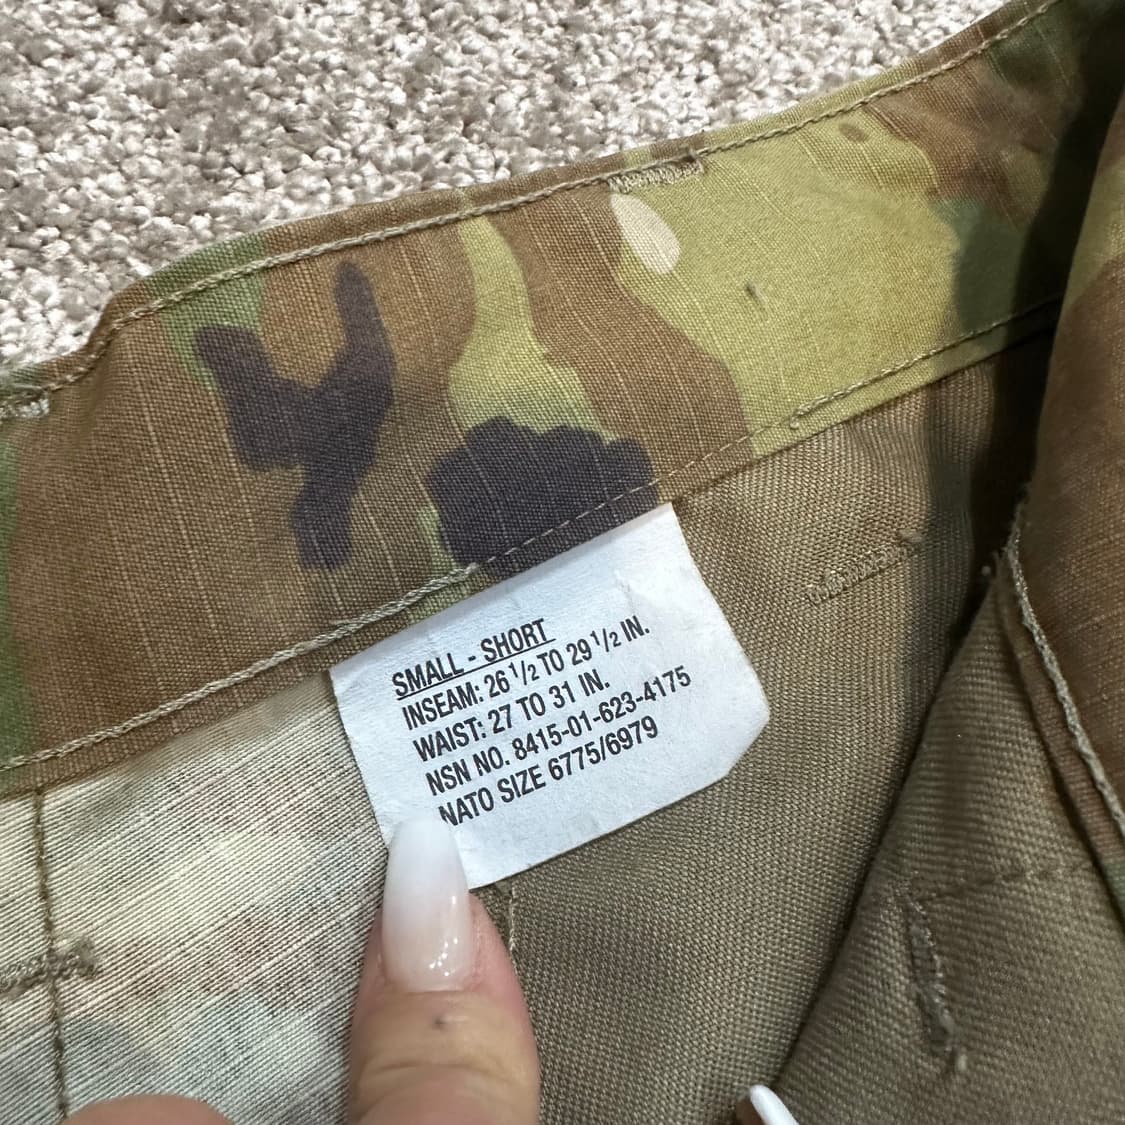 SMALL - SHORT
INSEAM: 26 1/2 TO 29 1/2 IN.
WAIST: 27 TO 31 IN.
NSN NO. 8415-01-623-4175
NATO SIZE 6775/6979